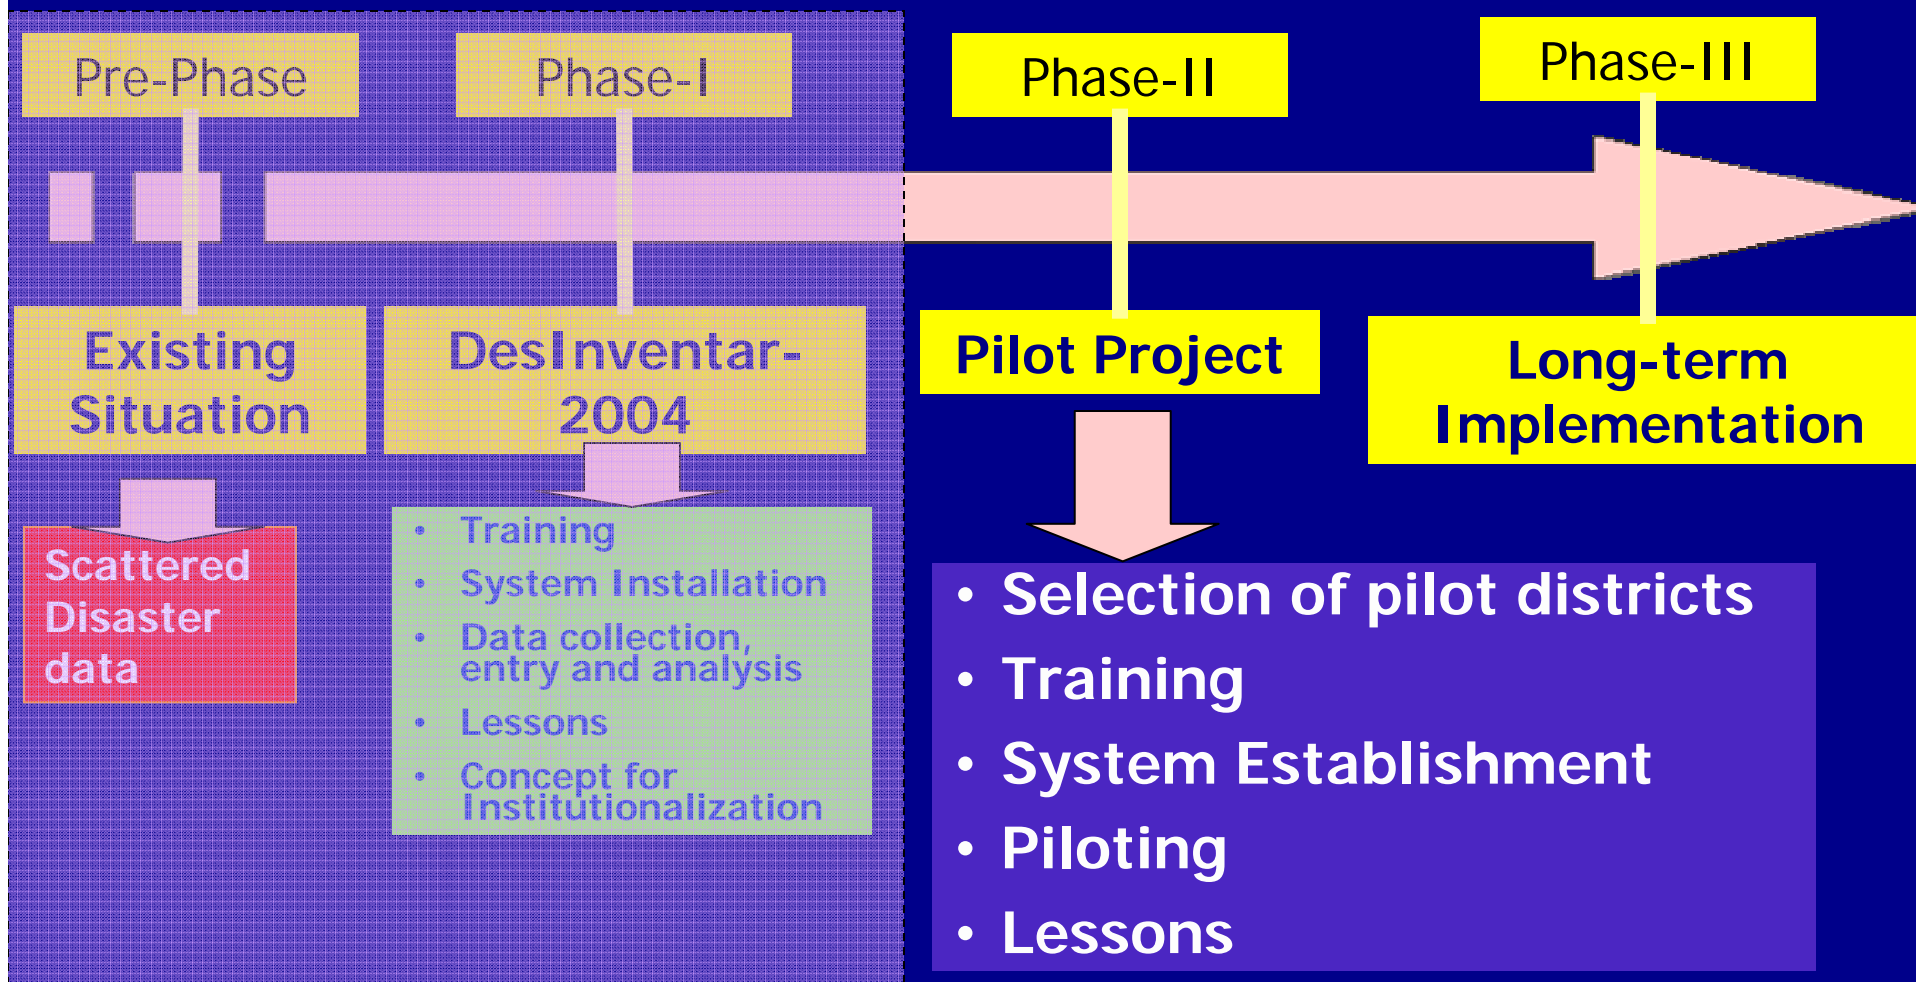 Pre-Phase
Phase-I
Phase-II
Phase-III
Existing
Situation
DesInventar-
2004
Pilot Project
Long-term
Implementation
Scattered
Disaster
data
• Training
• System Installation
• Data collection,
entry and analysis
• Lessons
• Concept for
Institutionalization
• Selection of pilot districts
• Training
• System Establishment
• Piloting
• Lessons